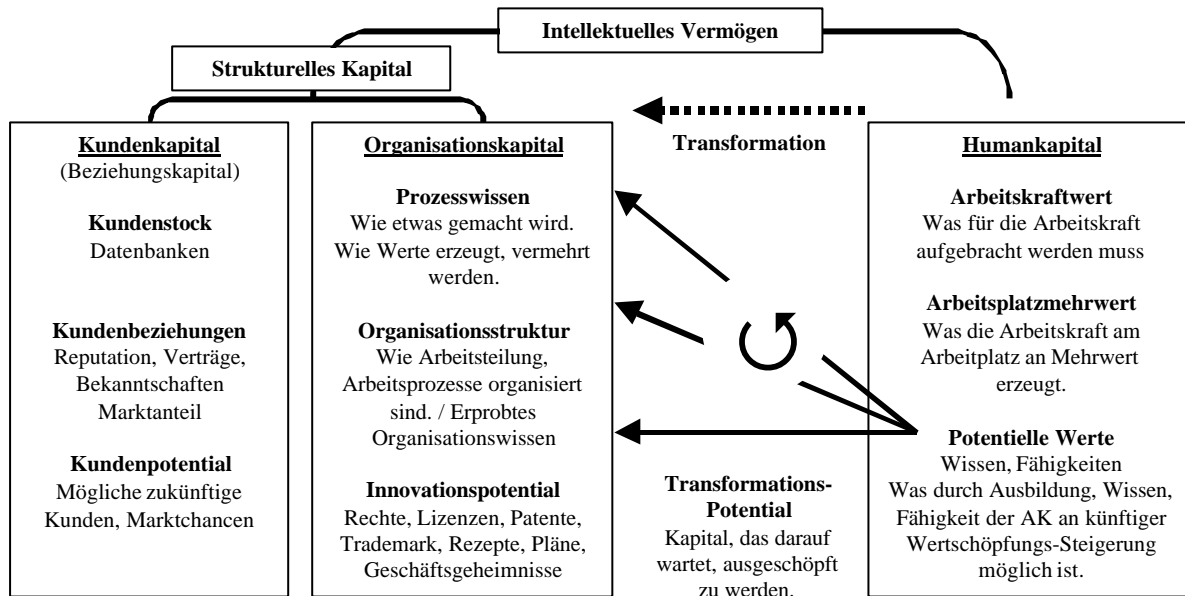 Intellektuelles Vermögen
Strukturelles Kapital
Kundenkapital
(Beziehungskapital)
Kundenstock
Datenbanken
Kundenbeziehungen
Reputation, Verträge,
Bekanntschaften
Marktanteil
Kundenpotential
Mögliche zukünftige
Kunden, Marktchancen
Organisationskapital
Prozesswissen
Wie etwas gemacht wird.
Wie Werte erzeugt, vermehrt
werden.
Organisationsstruktur
Wie Arbeitsteilung,
Arbeitsprozesse organisiert
sind. / Erprobtes
Organisationswissen
Innovationspotential
Rechte, Lizenzen, Patente,
Trademark, Rezepte, Pläne,
Geschäftsgeheimnisse
Transformation
Transformations-
Potential
Kapital, das darauf
wartet, ausgeschöpft
zu werden.
Humankapital
Arbeitskraftwert
Was für die Arbeitskraft
aufgebracht werden muss
Arbeitsplatzmehrwert
Was die Arbeitskraft am
Arbeitplatz an Mehrwert
erzeugt.
Potentielle Werte
Wissen, Fähigkeiten
Was durch Ausbildung, Wissen,
Fähigkeit der AK an künftiger
Wertschöpfungs-Steigerung
möglich ist.